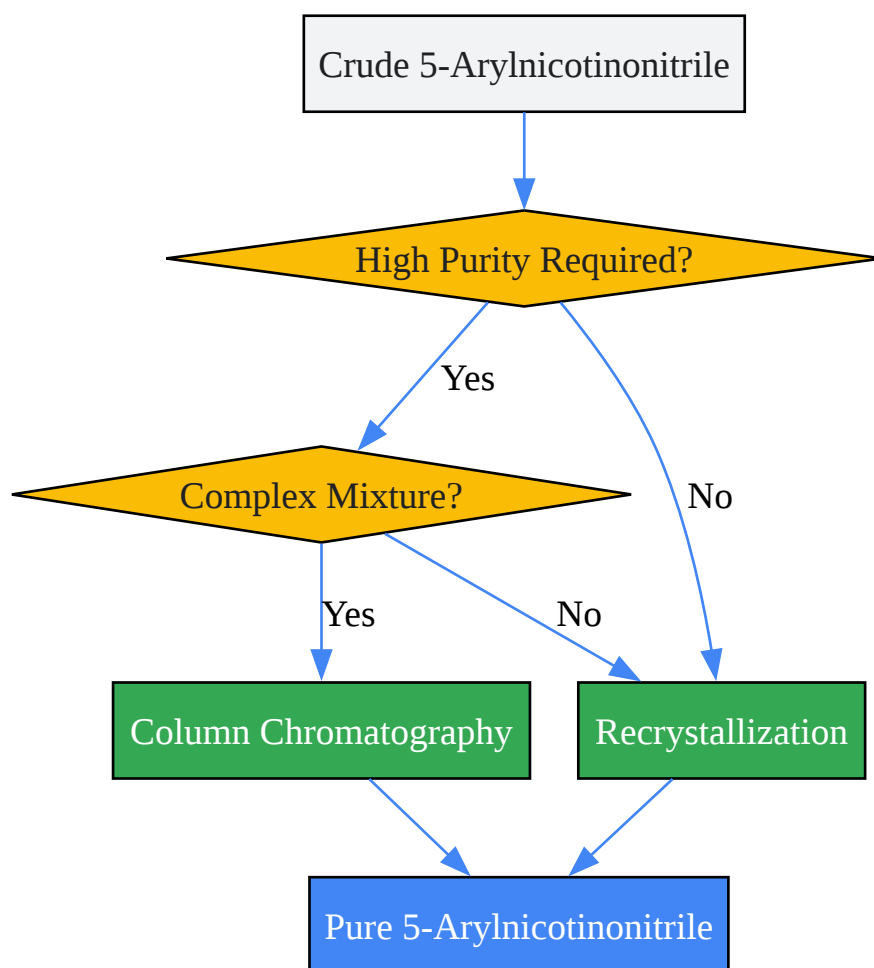 Crude 5-Arylnicotinonitrile
High Purity Required?
Yes
Complex Mixture?
No
Yes
No
Column Chromatography
Recrystallization
Pure 5-Arylnicotinonitrile